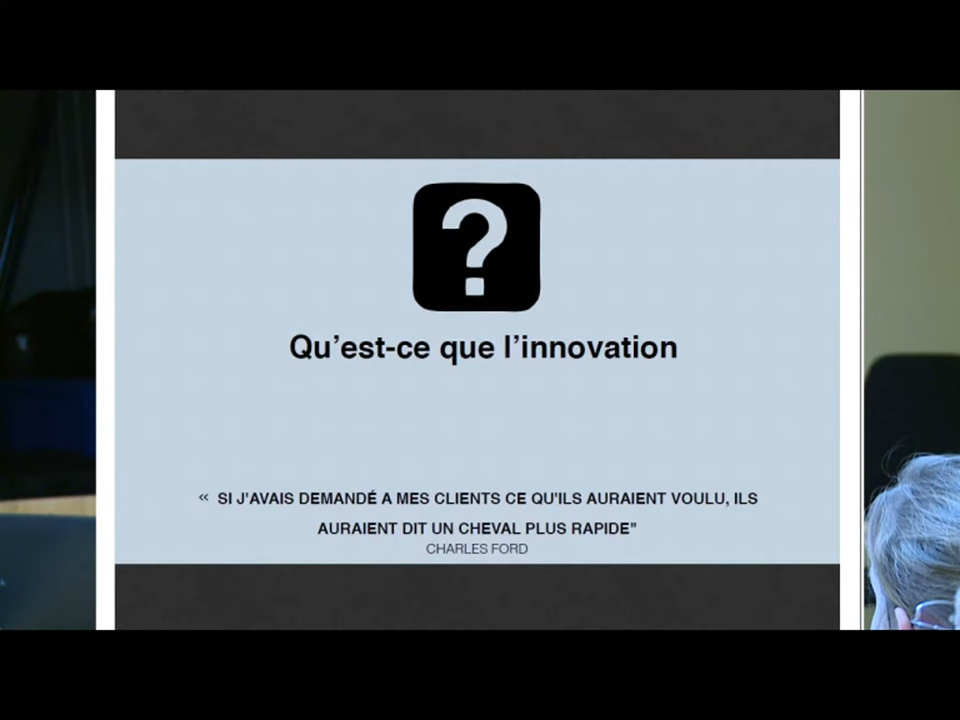 ?
Qu’est-ce que l’innovation
« SI J'AVAIS DEMANDÉ A MES CLIENTS CE QU'ILS AURAIENT VOULU, ILS
AURAIENT DIT UN CHEVAL PLUS RAPIDE"
CHARLES FORD